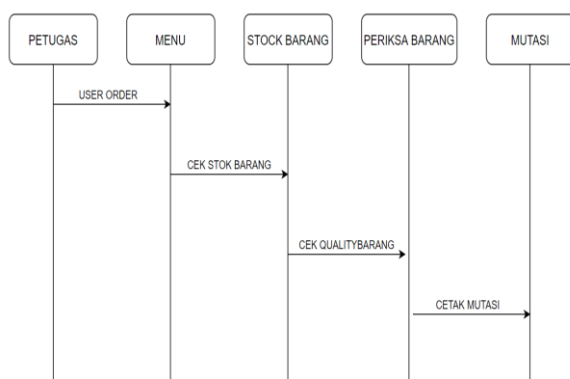 PETUGAS
MENU
STOCK BARANG
PERIKSA BARANG
MUTASI
USER ORDER
CEK STOK BARANG
CEK QUALITYBARANG
CETAK MUTASI